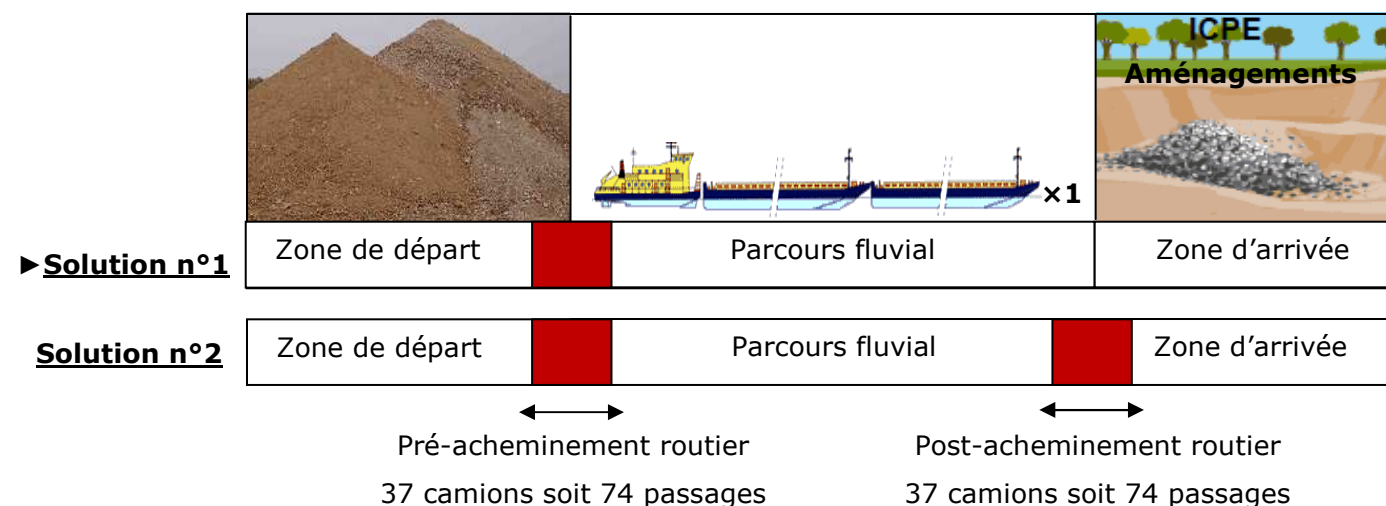 ICPE
Aménagements
×1
►Solution n°1
Zone de départ
Parcours fluvial
Zone d’arrivée
Solution n°2
Zone de départ
Parcours fluvial
Zone d’arrivée
Pré-acheminement routier
Post-acheminement routier
37 camions soit 74 passages
37 camions soit 74 passages